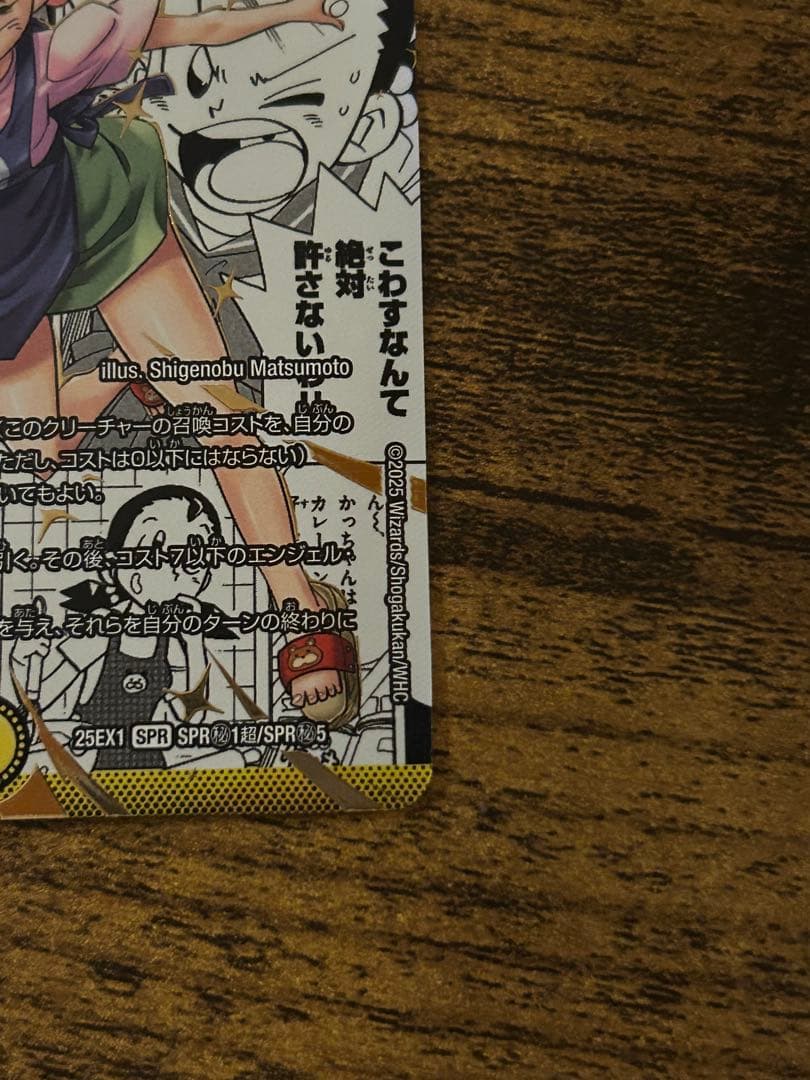 こわすなんて
絶対
許さないわ!!
illus. Shigenobu Matsumoto
このクリーチャーの召喚コストを、自分の
ただし、コストは0以下にはならない)
いてもよい。
引く。その後、コスト7以下のエンジェル・
を与え、それらを自分のターンの終わりに
ん〜、
かっちゃんは
カレー
©2025 Wizards/Shogakukan/WHC
25EX1 SPR SPR㊙1超/SPR㊙5